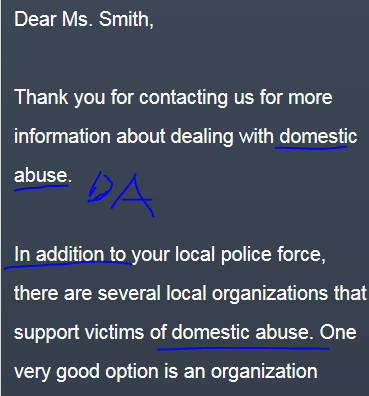 Dear Ms. Smith,
Thank you for contacting us for more
information about dealing with domestic
abuse.
DA
In addition to your local police force,
there are several local organizations that
support victims of domestic abuse. One
very good option is an organization